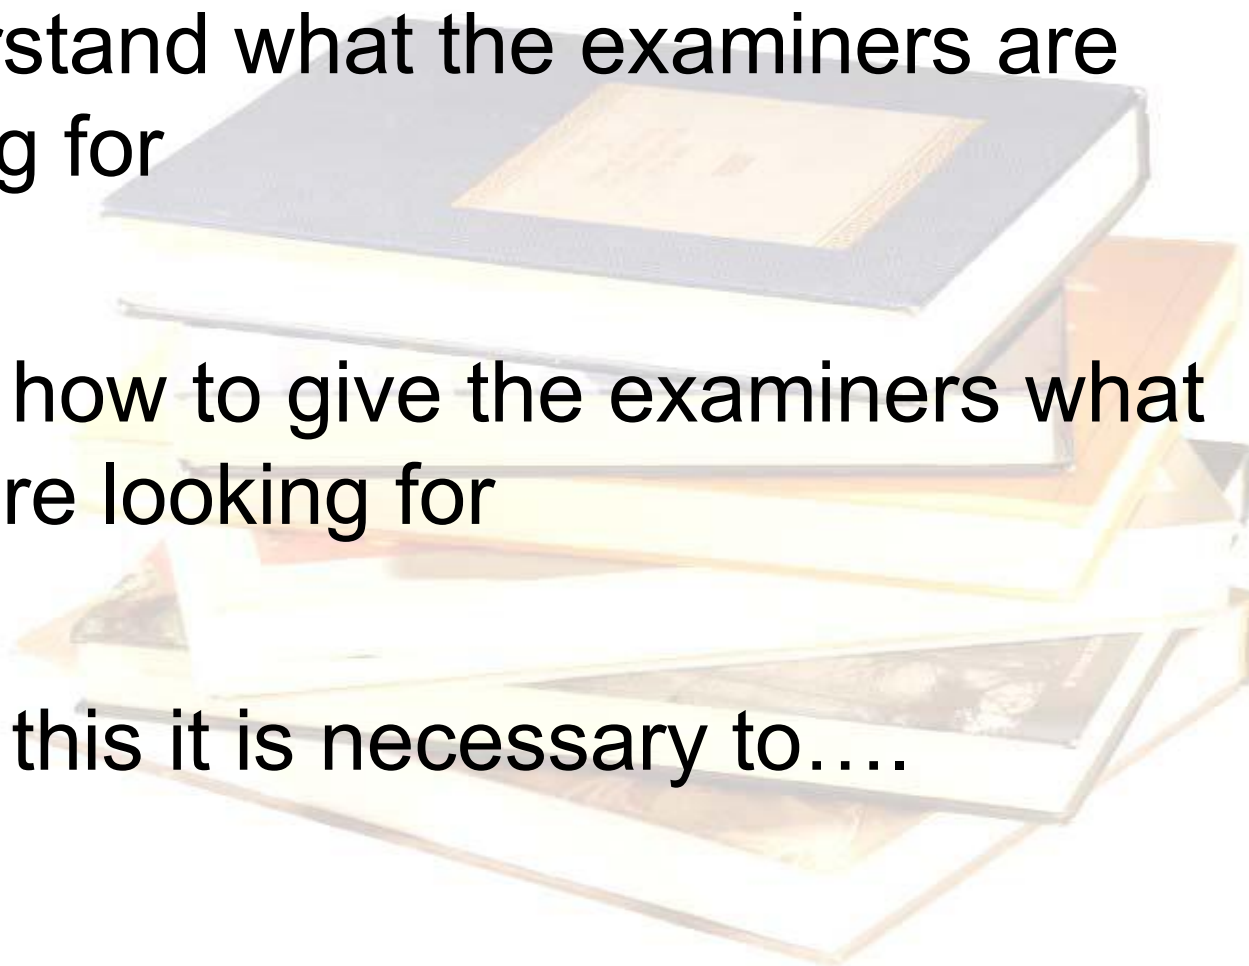 rstand what the examiners are
g for
how to give the examiners what
re looking for
this it is necessary to….